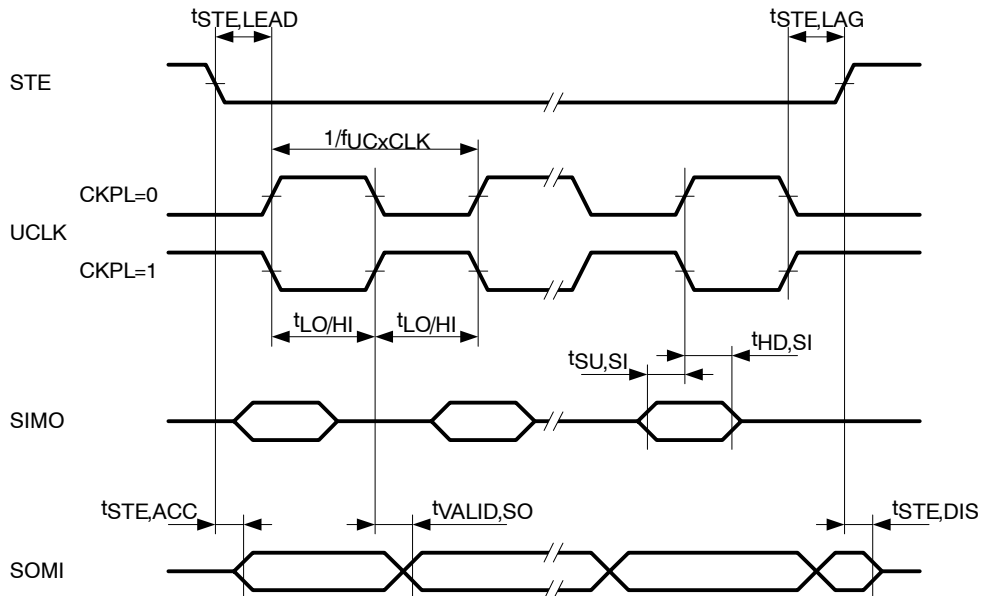 tSTE,LEAD
tSTE,LAG
STE
1/fUCxCLK
CKPL=0
UCLK
CKPL=1
tLO/HI
tLO/HI
tHD,SI
tSU,SI
SIMO
tSTE,ACC
tVALID,SO
tSTE,DIS
SOMI